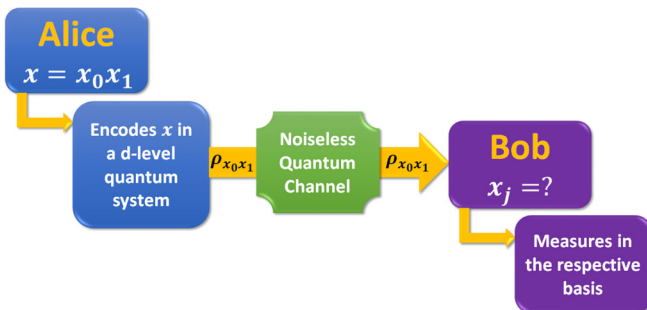 Alice
x = x₀x₁
Encodes x in
a d-level
quantum
system
ρx₀x₁
Noiseless
Quantum
Channel
ρx₀x₁
Bob
xⱼ =?
Measures in
the respective
basis